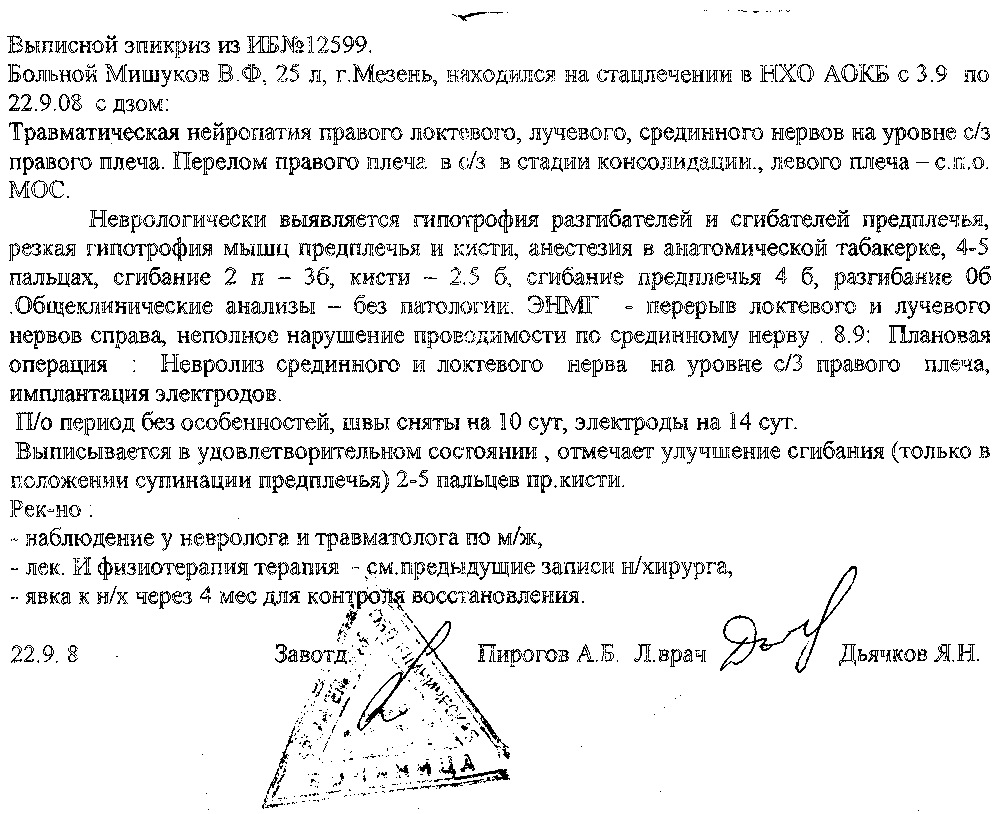 Выписной эпикриз из ИБ№12599.
Больной Мишуков В.Ф, 25 л, г.Мезень, находился на стацлечении в НХО АОКБ с 3.9 по
22.9.08 с дзом:
Травматическая нейропатия правого локтевого, лучевого, срединного нервов на уровне с/з
правого плеча. Перелом правого плеча в с/з в стадии консолидации., левого плеча – с.п.о.
МОС.
Неврологически выявляется гипотрофия разгибателей и сгибателей предплечья,
резкая гипотрофия мышц предплечья и кисти, анестезия в анатомической табакерке, 4-5
пальцах, сгибание 2 п – 3б, кисти – 2.5 б, сгибание предплечья 4 б, разгибание 0б
.Общеклинические анализы – без патологии. ЭНМГ - перерыв локтевого и лучевого
нервов справа, неполное нарушение проводимости по срединному нерву . 8.9: Плановая
операция : Невролиз срединного и локтевого нерва на уровне с/3 правого плеча,
имплантация электродов.
П/о период без особенностей, швы сняты на 10 сут, электроды на 14 сут.
Выписывается в удовлетворительном состоянии , отмечает улучшение сгибания (только в
положении супинации предплечья) 2-5 пальцев пр.кисти.
Рек-но :
- наблюдение у невролога и травматолога по м/ж,
- лек. И физиотерапия терапия - см.предыдущие записи н/хирурга,
- явка к н/х через 4 мес для контроля восстановления.
22.9. 8 Завотд. Пирогов А.Б. Л.врач Дьячков Я.Н.
БОЛЬНИЦА